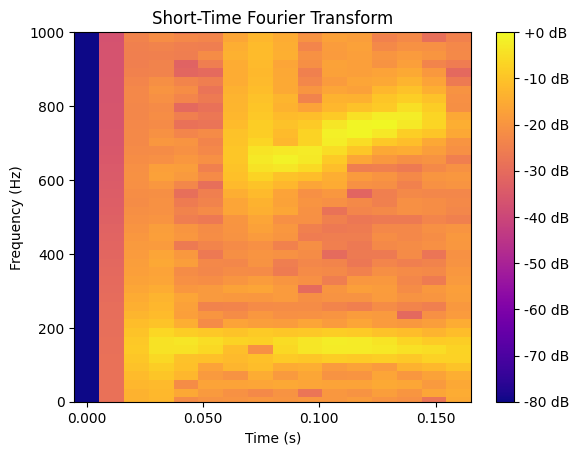 Short-Time Fourier Transform
Frequency (Hz)
1000
800
600
400
200
0
0.000
0.050
0.100
0.150
Time (s)
+0 dB
-10 dB
-20 dB
-30 dB
-40 dB
-50 dB
-60 dB
-70 dB
-80 dB